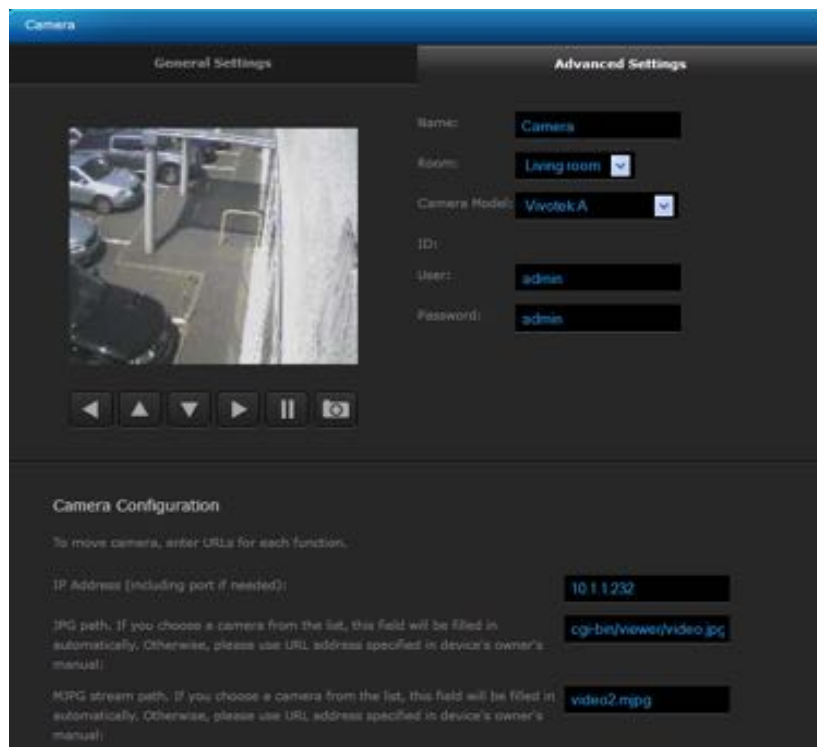 Camera
General Settings
Advanced Settings
Name:
Camera
Room:
Living room
Camera Model:
Vivotek A
ID:
User:
admin
Password:
admin
Camera Configuration
To move camera, enter URLs for each function.
IP Address (including port if needed):
10.1.1.232
JPG path. If you choose a camera from the list, this field will be filled in
automatically. Otherwise, please use URL address specified in device's owner's
manual:
cgi-bin/viewer/video.jpg
MJPG stream path. If you choose a camera from the list, this field will be filled in
automatically. Otherwise, please use URL address specified in device's owner's
manual:
video2.mjpg